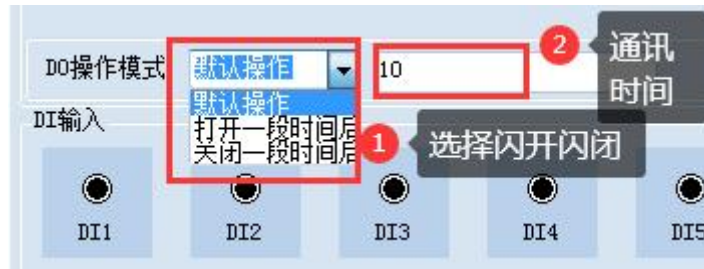 DO操作模式
默认操作
10
2
通讯
时间
默认操作
打开一段时间后
关闭一段时间后
1
选择闪开闪闭
DI输入
DI1
DI2
DI3
DI4
DI5